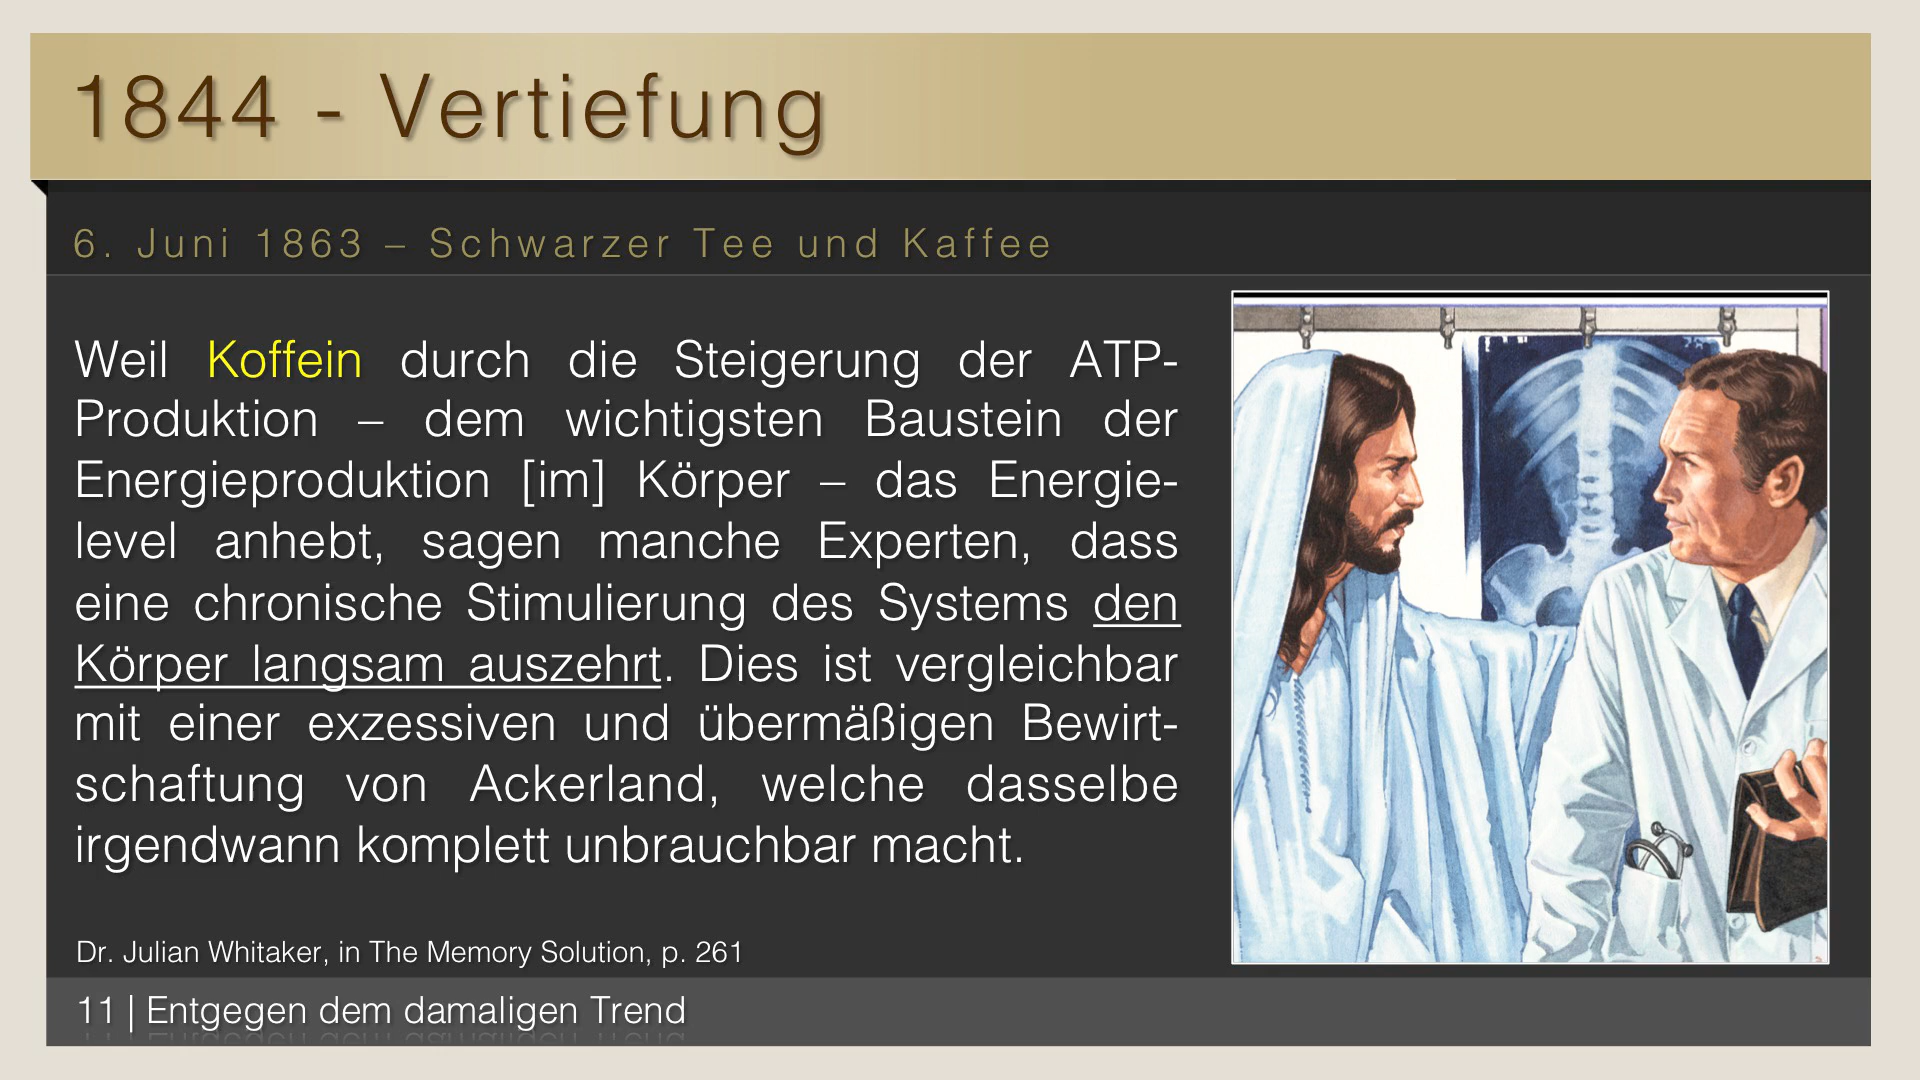 1844 - Vertiefung
6. Juni 1863 – Schwarzer Tee und Kaffee
Weil Koffein durch die Steigerung der ATP-
Produktion – dem wichtigsten Baustein der
Energieproduktion [im] Körper – das Energie-
level anhebt, sagen manche Experten, dass
eine chronische Stimulierung des Systems den
Körper langsam auszehrt. Dies ist vergleichbar
mit einer exzessiven und übermäßigen Bewirt-
schaftung von Ackerland, welche dasselbe
irgendwann komplett unbrauchbar macht.
Dr. Julian Whitaker, in The Memory Solution, p. 261
11 | Entgegen dem damaligen Trend